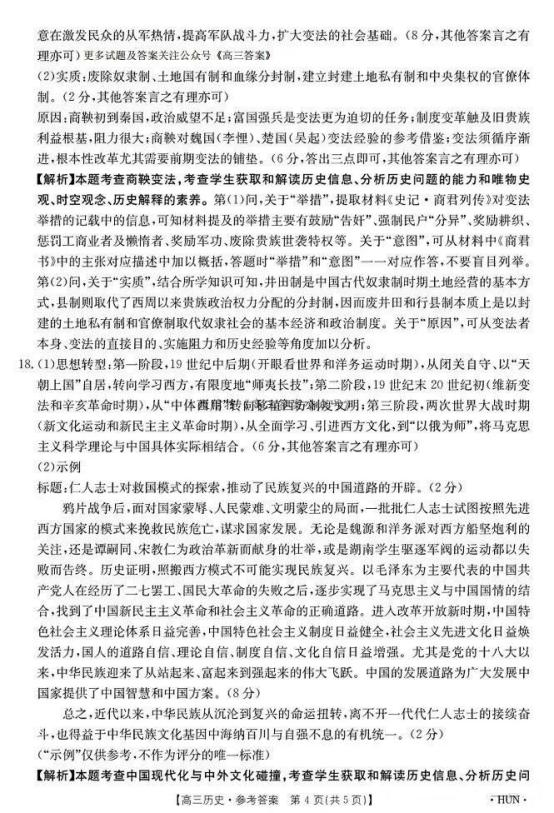 意在激发民众的从军热情，提高军队战斗力，扩大变法的社会基础。（8分，其他答案言之有
理亦可）更多试题及答案关注公众号《高三答案》
（2）实质：废除奴隶制、土地国有制和血缘分封制，建立封建土地私有制和中央集权的官僚体
制。（2分，其他答案言之有理亦可）
原因：商鞅初到秦国，政治威望不足；富国强兵是变法更为迫切的任务；制度变革触及旧贵族
利益根基，阻力很大；商鞅对魏国（李悝）、楚国（吴起）变法经验的参考借鉴；变法须循序渐
进，根本性改革尤其需要前期变法的铺垫。（6分，答出三点即可，其他答案言之有理亦可）
【解析】本题考查商鞅变法，考查学生获取和解读历史信息、分析历史问题的能力和唯物史
观、时空观念、历史解释的素养。第（1）问，关于“举措”，提取材料《史记·商君列传》对变法
举措的记载中的信息，可知材料提及的举措主要有鼓励“告奸”、强制民户“分异”、奖励耕织、
惩罚工商业者及懒惰者、奖励军功、废除贵族世袭特权等。关于“意图”，可从材料中《商君
书》中的主张对应描述中加以概括，答题时“举措”和“意图”一一对应作答，不要盲目列举。
第（2）问，关于“实质”，结合所学知识可知，井田制是中国古代奴隶制时期土地经营的基本方
式，县制则取代了西周以来贵族政治权力分配的分封制，因而废井田和行县制本质上是以封
建的土地私有制和官僚制取代奴隶社会的基本经济和政治制度。关于“原因”，可从变法者
本身、变法的直接目的、实施阻力和历史经验等角度加以分析。
18.（1）思想转型：第一阶段，19世纪中后期（开眼看世界和洋务运动时期），从闭关自守、以“天
朝上国”自居，转向学习西方，有限度地“师夷长技”；第二阶段，19世纪末20世纪初（维新变
法和辛亥革命时期），从“中体西用”转向移植西方制度文明；第三阶段，两次世界大战时期
（新文化运动和新民主主义革命时期），从全面学习、引进西方文化，到“以俄为师”，将马克思
主义科学理论与中国具体实际相结合。（6分，其他答案言之有理亦可）
（2）示例
标题：仁人志士对救国模式的探索，推动了民族复兴的中国道路的开辟。（2分）
鸦片战争后，面对国家蒙辱、人民蒙难、文明蒙尘的局面，一批批仁人志士试图按照先进
西方国家的模式来挽救民族危亡，谋求国家发展。无论是魏源和洋务派对西方船坚炮利的
关注，还是谭嗣同、宋教仁为政治革新而献身的壮举，或是湖南学生驱逐军阀的运动都以失
败而告终。历史证明，照搬西方模式不可能实现民族复兴。以毛泽东为主要代表的中国共
产党人在经历了二七罢工、国民大革命的失败之后，逐步实现了马克思主义与中国国情的结
合，找到了中国新民主主义革命和社会主义革命的正确道路。进入改革开放新时期，中国特
色社会主义理论体系日益完善，中国特色社会主义制度日益健全，社会主义先进文化日益焕
发活力，国人的道路自信、理论自信、制度自信、文化自信日益增强。尤其是党的十八大以
来，中华民族迎来了从站起来、富起来到强起来的伟大飞跃。中国的发展道路为广大发展中
国家提供了中国智慧和中国方案。（8分）
总之，近代以来，中华民族从沉沦到复兴的命运扭转，离不开一代代仁人志士的接续奋
斗，也得益于中华民族文化基因中海纳百川与自强不息的有机统一。（2分）
（“示例”仅供参考，不作为评分的唯一标准）
【解析】本题考查中国现代化与中外文化碰撞，考查学生获取和解读历史信息、分析历史问
【高三历史·参考答案 第4页（共5页）】 ·HUN·